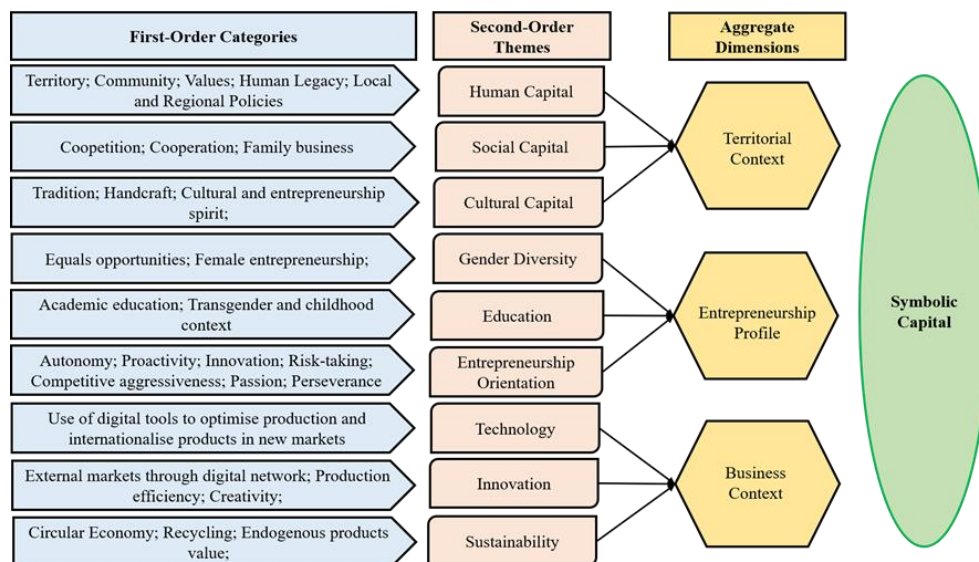 First-Order Categories
Second-Order
Themes
Aggregate
Dimensions
Territory; Community; Values; Human Legacy; Local
and Regional Policies
Human Capital
Coopetition; Cooperation; Family business
Social Capital
Territorial
Context
Tradition; Handcraft; Cultural and entrepreneurship
spirit;
Cultural Capital
Equals opportunities; Female entrepreneurship;
Gender Diversity
Academic education; Transgender and childhood
context
Education
Entrepreneurship
Profile
Autonomy; Proactivity; Innovation; Risk-taking;
Competitive aggressiveness; Passion; Perseverance
Entrepreneurship
Orientation
Use of digital tools to optimise production and
internationalise products in new markets
Technology
External markets through digital network; Production
efficiency; Creativity;
Innovation
Business
Context
Circular Economy; Recycling; Endogenous products
value;
Sustainability
Symbolic
Capital